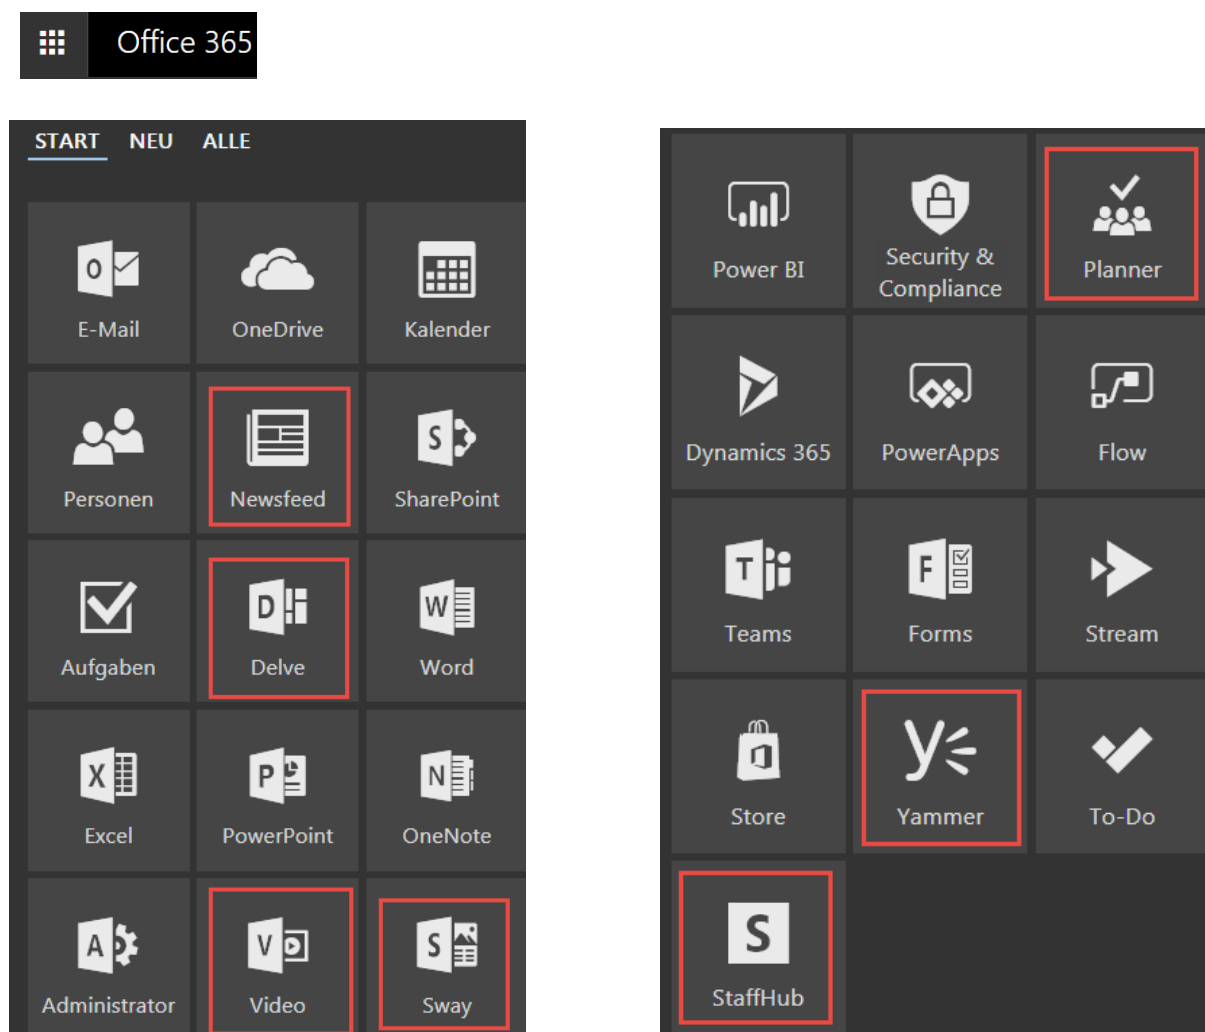 Office 365
START NEU ALLE
E-Mail OneDrive Kalender
Personen Newsfeed SharePoint
Aufgaben Delve Word
Excel PowerPoint OneNote
Administrator Video Sway
Power BI Security & Planner
Compliance
Dynamics 365 PowerApps Flow
Teams Forms Stream
Store Yammer To-Do
StaffHub